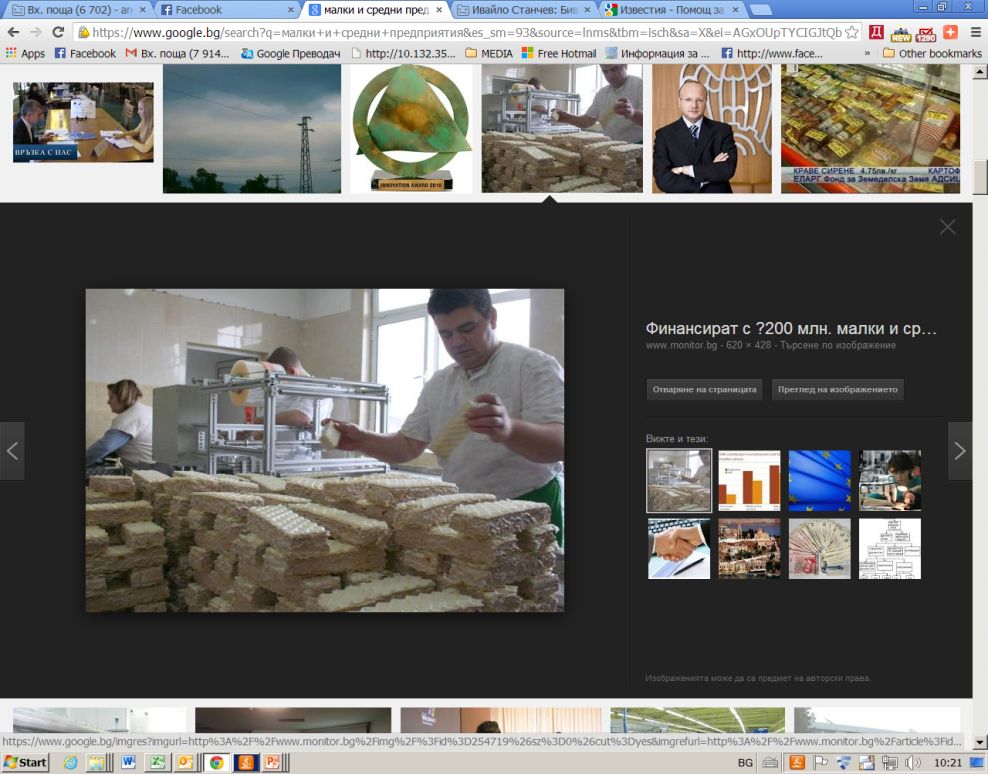 Вх. поща (6 702) - an
Facebook
малки и средни пред
Ивайло Станчев: Бив
Известия - Помощ за
https://www.google.bg/search?q=малки+и+средни+предприятия&es_sm=93&source=lnms&tbm=isch&sa=X&ei=AGxOUpTYCIGJtQb
Apps
Facebook
Вх. поща (7 914...
Google Преводач
http://10.132.35...
MEDIA
Free Hotmail
Информация за ...
http://www.face...
»
Other bookmarks
NEW
1290
ВРЪЗКА С НАС
INNOVATION AWARD 2010
КРАВЕ СИРЕНЕ 4.75лв./кг КАРТОФ
ЕЛАРГ Фонд за Земеделска Земя АДСИЦ
Финансират с ?200 млн. малки и ср...
www.monitor.bg - 620 × 428 - Търсене по изображение
Отваряне на страницата
Преглед на изображението
Вижте и тези:
Изображенията може да са предмет на авторски права.
https://www.google.bg/imgres?imgurl=http%3A%2F%2Fwww.monitor.bg%2Fimg%2F%3Fid%3D254719%26sz%3D0%26cut%3Dyes&imgrefurl=http%3A%2F%2Fwww.monitor.bg%2Farticle%3Fid...
Start
BG
10:21